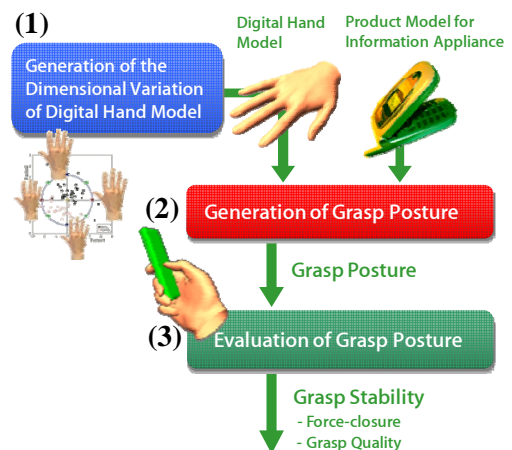 (1)
Generation of the
Dimensional Variation
of Digital Hand Model
Digital Hand
Model
Product Model for
Information Appliance
(2)
Generation of Grasp Posture
Grasp Posture
(3)
Evaluation of Grasp Posture
Grasp Stability
- Force-closure
- Grasp Quality